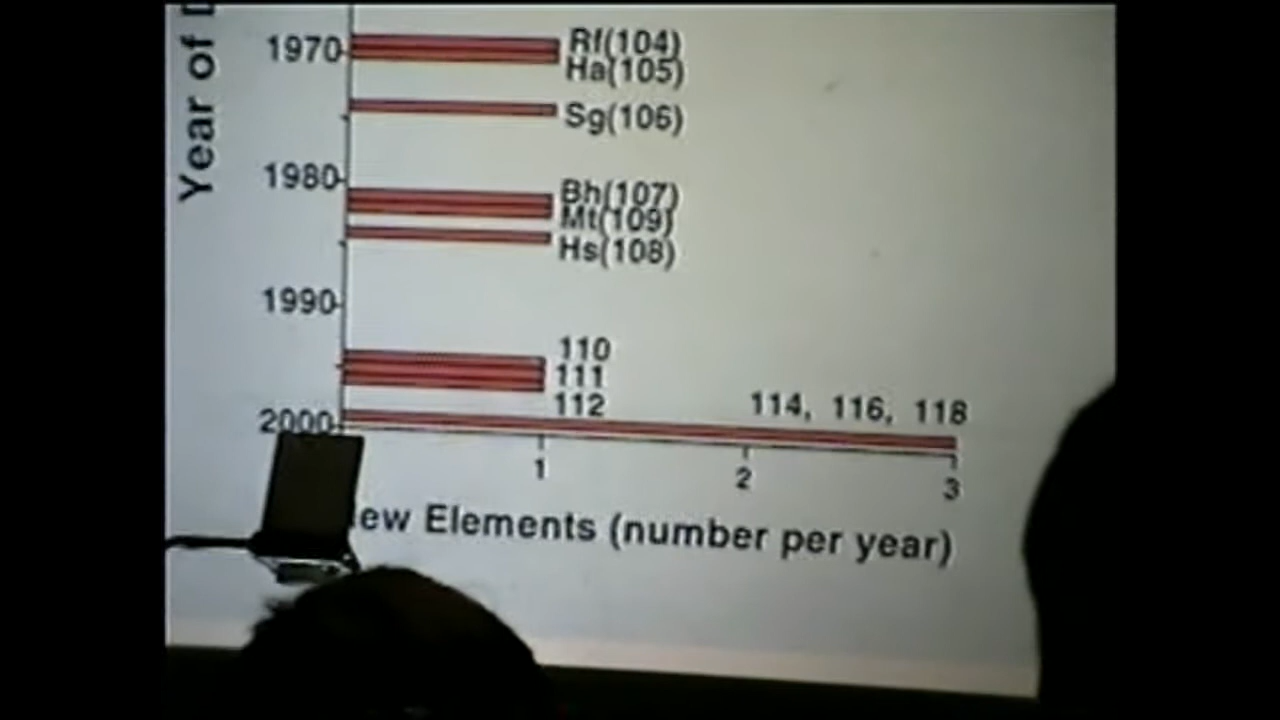 Year of
1970
Rf(104)
Ha(105)
Sg(106)
1980
Bh(107)
Mt(109)
Hs(108)
1990
110
111
112
114, 116, 118
2000
1
2
3
Elements (number per year)